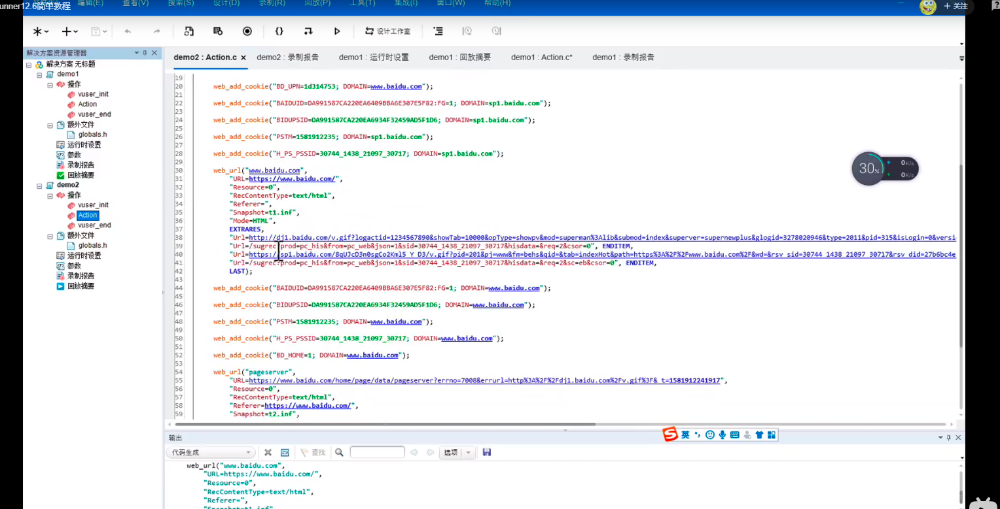 unner12.6简单教程
编辑(E) 查看(V) 搜索(S) 设计(D) 录制(R) 回放(P) 工具(T) 集成(I) 窗口(W) 帮助(H)
+ 关注
设计工作室
解决方案资源管理器
解决方案 无标题
demo1
操作
vuser_init
Action
vuser_end
额外文件
globals.h
运行时设置
参数
录制报告
回放摘要
demo2
操作
vuser_init
Action
vuser_end
额外文件
globals.h
运行时设置
参数
录制报告
回放摘要
demo2 : Action.c × demo2 : 录制报告 demo1 : 运行时设置 demo1 : 回放摘要 demo1 : Action.c* demo1 : 录制报告
19
20 web_add_cookie("BD_UPN=1d314753; DOMAIN=www.baidu.com");
21
22 web_add_cookie("BAIDUID=DA991587CA220EA6409BBA6E307E5F82:FG=1; DOMAIN=sp1.baidu.com");
23
24 web_add_cookie("BIDUPSID=DA991587CA220EA6934F32459AD5F1D6; DOMAIN=sp1.baidu.com");
25
26 web_add_cookie("PSTM=1581912235; DOMAIN=sp1.baidu.com");
27
28 web_add_cookie("H_PS_PSSID=30744_1438_21097_30717; DOMAIN=sp1.baidu.com");
29
30 web_url("www.baidu.com",
31 "URL=https://www.baidu.com/",
32 "Resource=0",
33 "RecContentType=text/html",
34 "Referer=",
35 "Snapshot=t1.inf",
36 "Mode=HTML",
37 EXTRARES,
38 "Url=http://dj1.baidu.com/v.gif?logactid=1234567890&showTab=10000&opType=showpv&mod=superman%3Alib&submod=index&superver=supernewplus&glogid=3278020946&type=2011&pid=315&isLogin=0&versio
39 "Url=/sugrec?prod=pc_his&from=pc_web&json=1&sid=30744_1438_21097_30717&hisdata=&req=2&csor=0", ENDITEM,
40 "Url=https://sp1.baidu.com/8qUJcD3n0sgCo2Kml5_Y_D3/v.gif?pid=201&pj=www&fm=behs&qid=&tab=indexHot&path=https%3A%2F%2Fwww.baidu.com%2F&wd=&rsv_sid=30744_1438_21097_30717&rsv_did=27b6bc4e
41 "Url=/sugrec?prod=pc_his&from=pc_web&json=1&sid=30744_1438_21097_30717&hisdata=&req=2&sc=eb&csor=0", ENDITEM,
42 LAST);
43
44 web_add_cookie("BAIDUID=DA991587CA220EA6409BBA6E307E5F82:FG=1; DOMAIN=www.baidu.com");
45
46 web_add_cookie("BIDUPSID=DA991587CA220EA6934F32459AD5F1D6; DOMAIN=www.baidu.com");
47
48 web_add_cookie("PSTM=1581912235; DOMAIN=www.baidu.com");
49
50 web_add_cookie("H_PS_PSSID=30744_1438_21097_30717; DOMAIN=www.baidu.com");
51
52 web_add_cookie("BD_HOME=1; DOMAIN=www.baidu.com");
53
54 web_url("pageserver",
55 "URL=https://www.baidu.com/home/page/data/pageserver?errno=7008&errurl=http%3A%2F%2Fdj1.baidu.com%2Fv.gif%3F&_t=1581912241917",
56 "Resource=0",
57 "RecContentType=text/html",
58 "Referer=https://www.baidu.com/",
59 "Snapshot=t2.inf",
30%
0K/s
0K/s
英
输出
代码生成 查找 选项
web_url("www.baidu.com",
"URL=https://www.baidu.com/",
"Resource=0",
"RecContentType=text/html",
"Referer=",
"Snapshot=t1.inf",